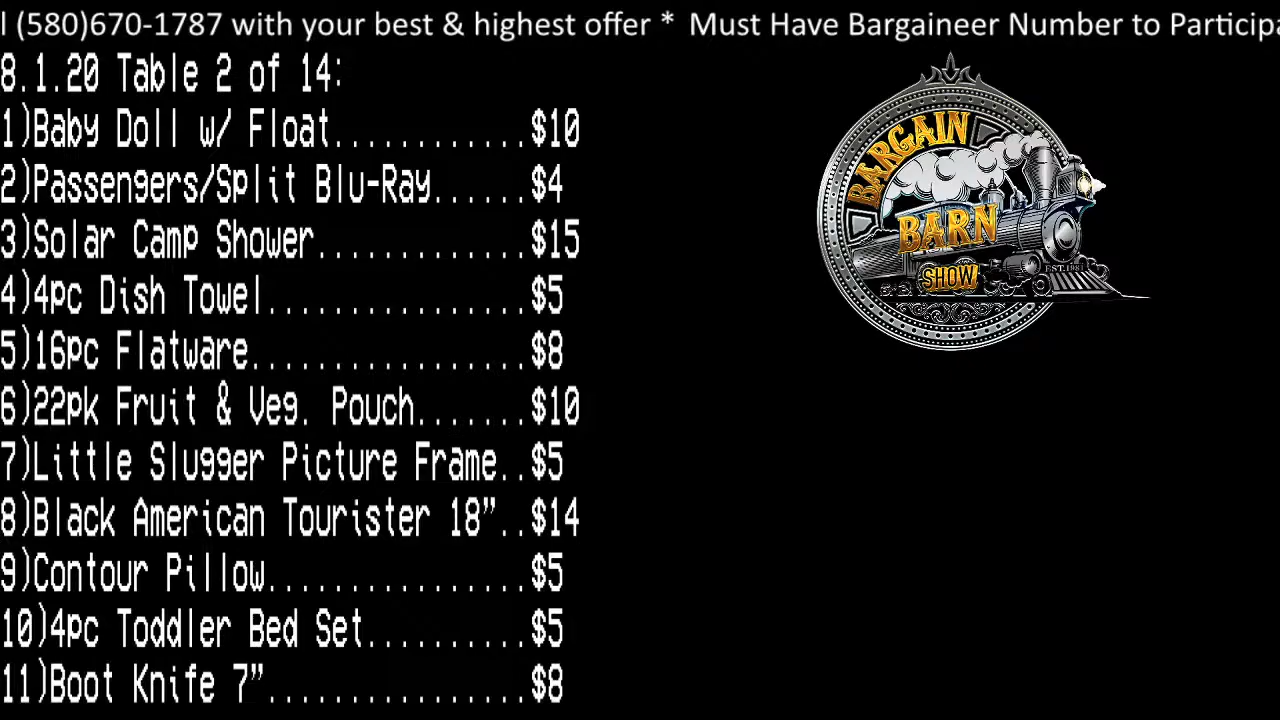 l (580)670-1787 with your best & highest offer * Must Have Bargaineer Number to Participa
8.1.20 Table 2 of 14:
1)Baby Doll w/ Float............$10
2)Passengers/Split Blu-Ray......$4
3)Solar Camp Shower.............$15
4)4pc Dish Towel................$5
5)16pc Flatware.................$8
6)22pk Fruit & Veg. Pouch.......$10
7)Little Slugger Picture Frame..$5
8)Black American Tourister 18”..$14
9)Contour Pillow................$5
10)4pc Toddler Bed Set..........$5
11)Boot Knife 7”................$8
BARGAIN
BARN
SHOW